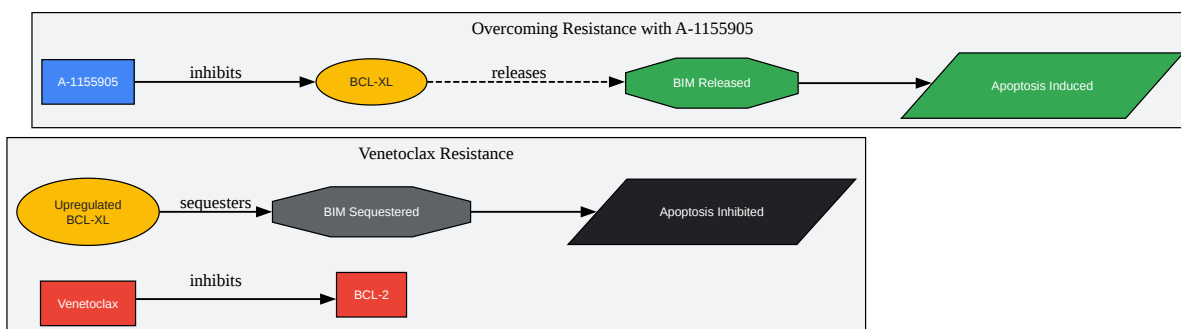 Overcoming Resistance with A-1155905
A-1155905
inhibits
BCL-XL
releases
BIM Released
Apoptosis Induced
Venetoclax Resistance
Upregulated
BCL-XL
sequesters
BIM Sequestered
Apoptosis Inhibited
Venetoclax
inhibits
BCL-2